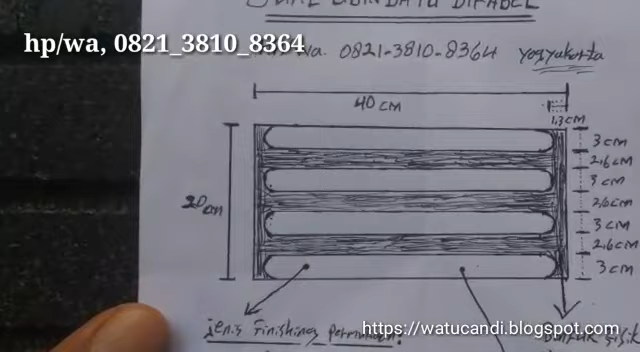 hp/wa, 0821_3810_8364
0821-3810-8364 Yogyakarta
40 CM
1,3 CM
3 CM
2,6 CM
3 CM
2,6 CM
3 CM
2,6 CM
3 CM
20 cm
jenis Finishing permukaan:
https://watucandi.blogspot.com